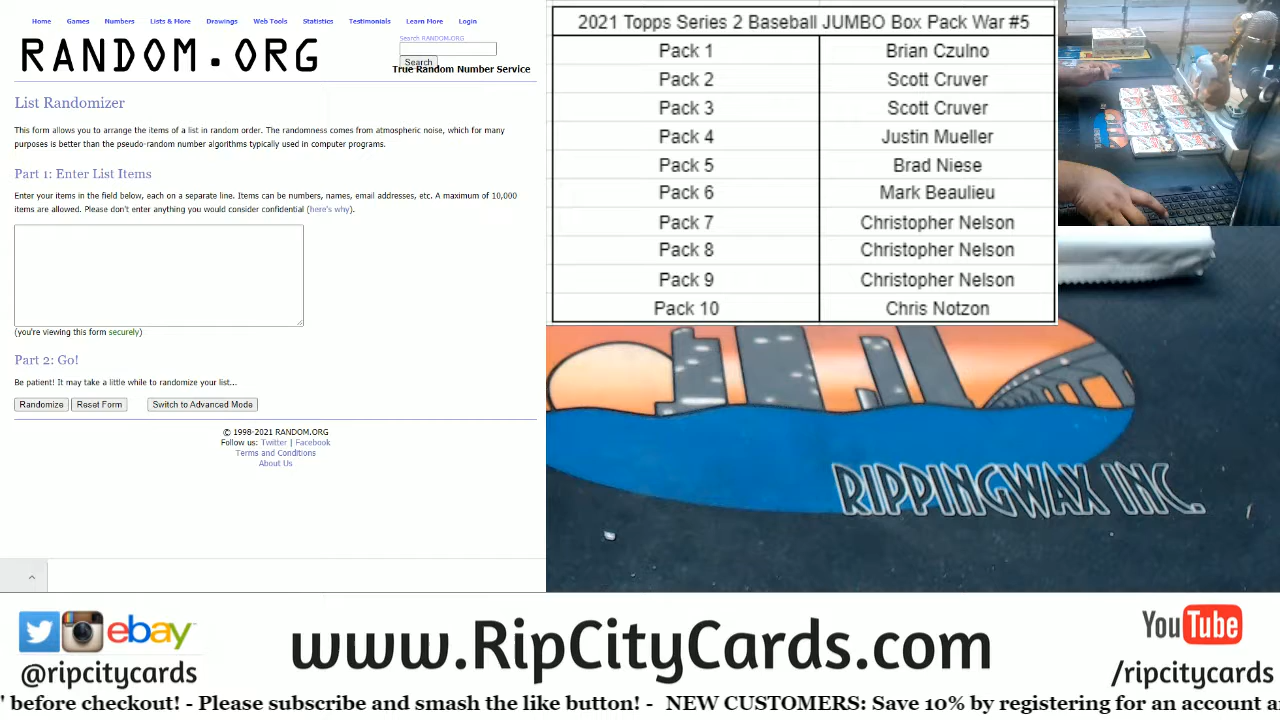 Home Games Numbers Lists & More Drawings Web Tools Statistics Testimonials Learn More Login
RANDOM.ORG
Search RANDOM.ORG
Search
True Random Number Service
List Randomizer
This form allows you to arrange the items of a list in random order. The randomness comes from atmospheric noise, which for many
purposes is better than the pseudo-random number algorithms typically used in computer programs.
Part 1: Enter List Items
Enter your items in the field below, each on a separate line. Items can be numbers, names, email addresses, etc. A maximum of 10,000
items are allowed. Please don't enter anything you would consider confidential (here's why).
(you're viewing this form securely)
Part 2: Go!
Be patient! It may take a little while to randomize your list...
Randomize Reset Form Switch to Advanced Mode
© 1998-2021 RANDOM.ORG
Follow us: Twitter | Facebook
Terms and Conditions
About Us
2021 Topps Series 2 Baseball JUMBO Box Pack War #5
Pack 1 Brian Czulno
Pack 2 Scott Cruver
Pack 3 Scott Cruver
Pack 4 Justin Mueller
Pack 5 Brad Niese
Pack 6 Mark Beaulieu
Pack 7 Christopher Nelson
Pack 8 Christopher Nelson
Pack 9 Christopher Nelson
Pack 10 Chris Notzon
RIPPINGWAX INC.
ebay
@ripcitycards
www.RipCityCards.com
YouTube
/ripcitycards
' before checkout! - Please subscribe and smash the like button! - NEW CUSTOMERS: Save 10% by registering for an account a